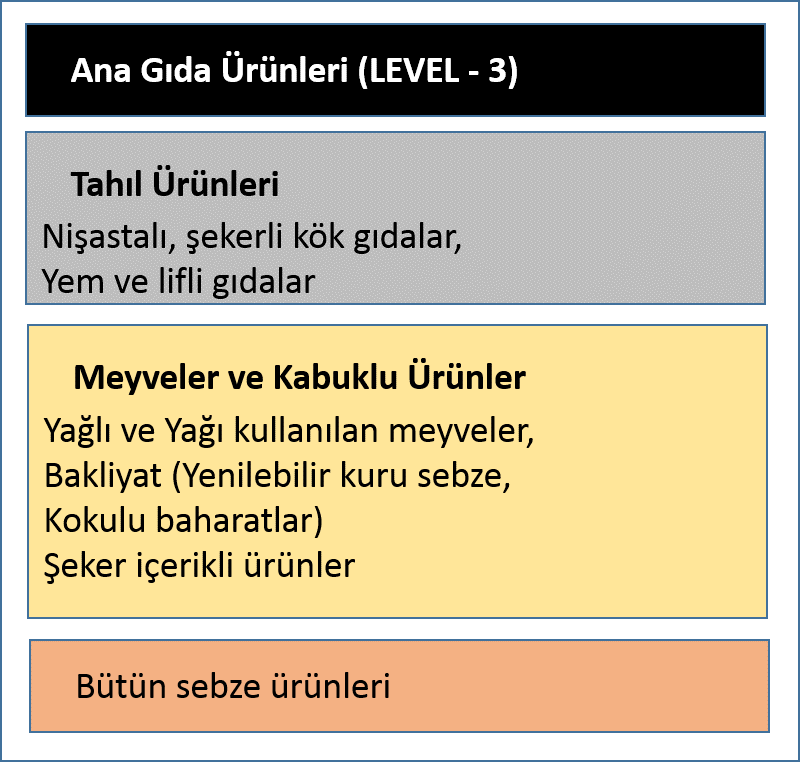 Ana Gıda Ürünleri (LEVEL - 3)
Tahıl Ürünleri
Nişastalı, şekerli kök gıdalar,
Yem ve lifli gıdalar
Meyveler ve Kabuklu Ürünler
Yağlı ve Yağı kullanılan meyveler,
Bakliyat (Yenilebilir kuru sebze,
Kokulu baharatlar)
Şeker içerikli ürünler
Bütün sebze ürünleri